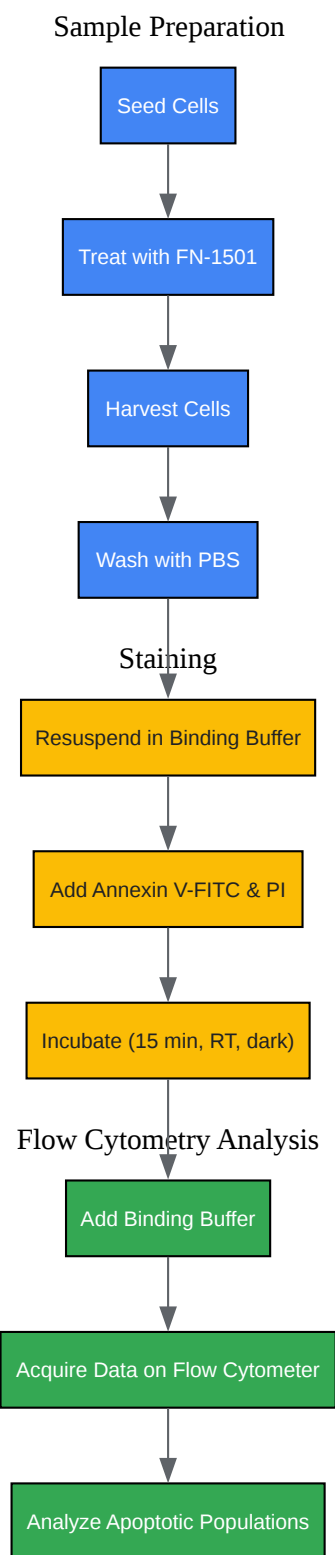 Sample Preparation
Seed Cells
Treat with FN-1501
Harvest Cells
Wash with PBS
Staining
Resuspend in Binding Buffer
Add Annexin V-FITC & PI
Incubate (15 min, RT, dark)
Flow Cytometry Analysis
Add Binding Buffer
Acquire Data on Flow Cytometer
Analyze Apoptotic Populations